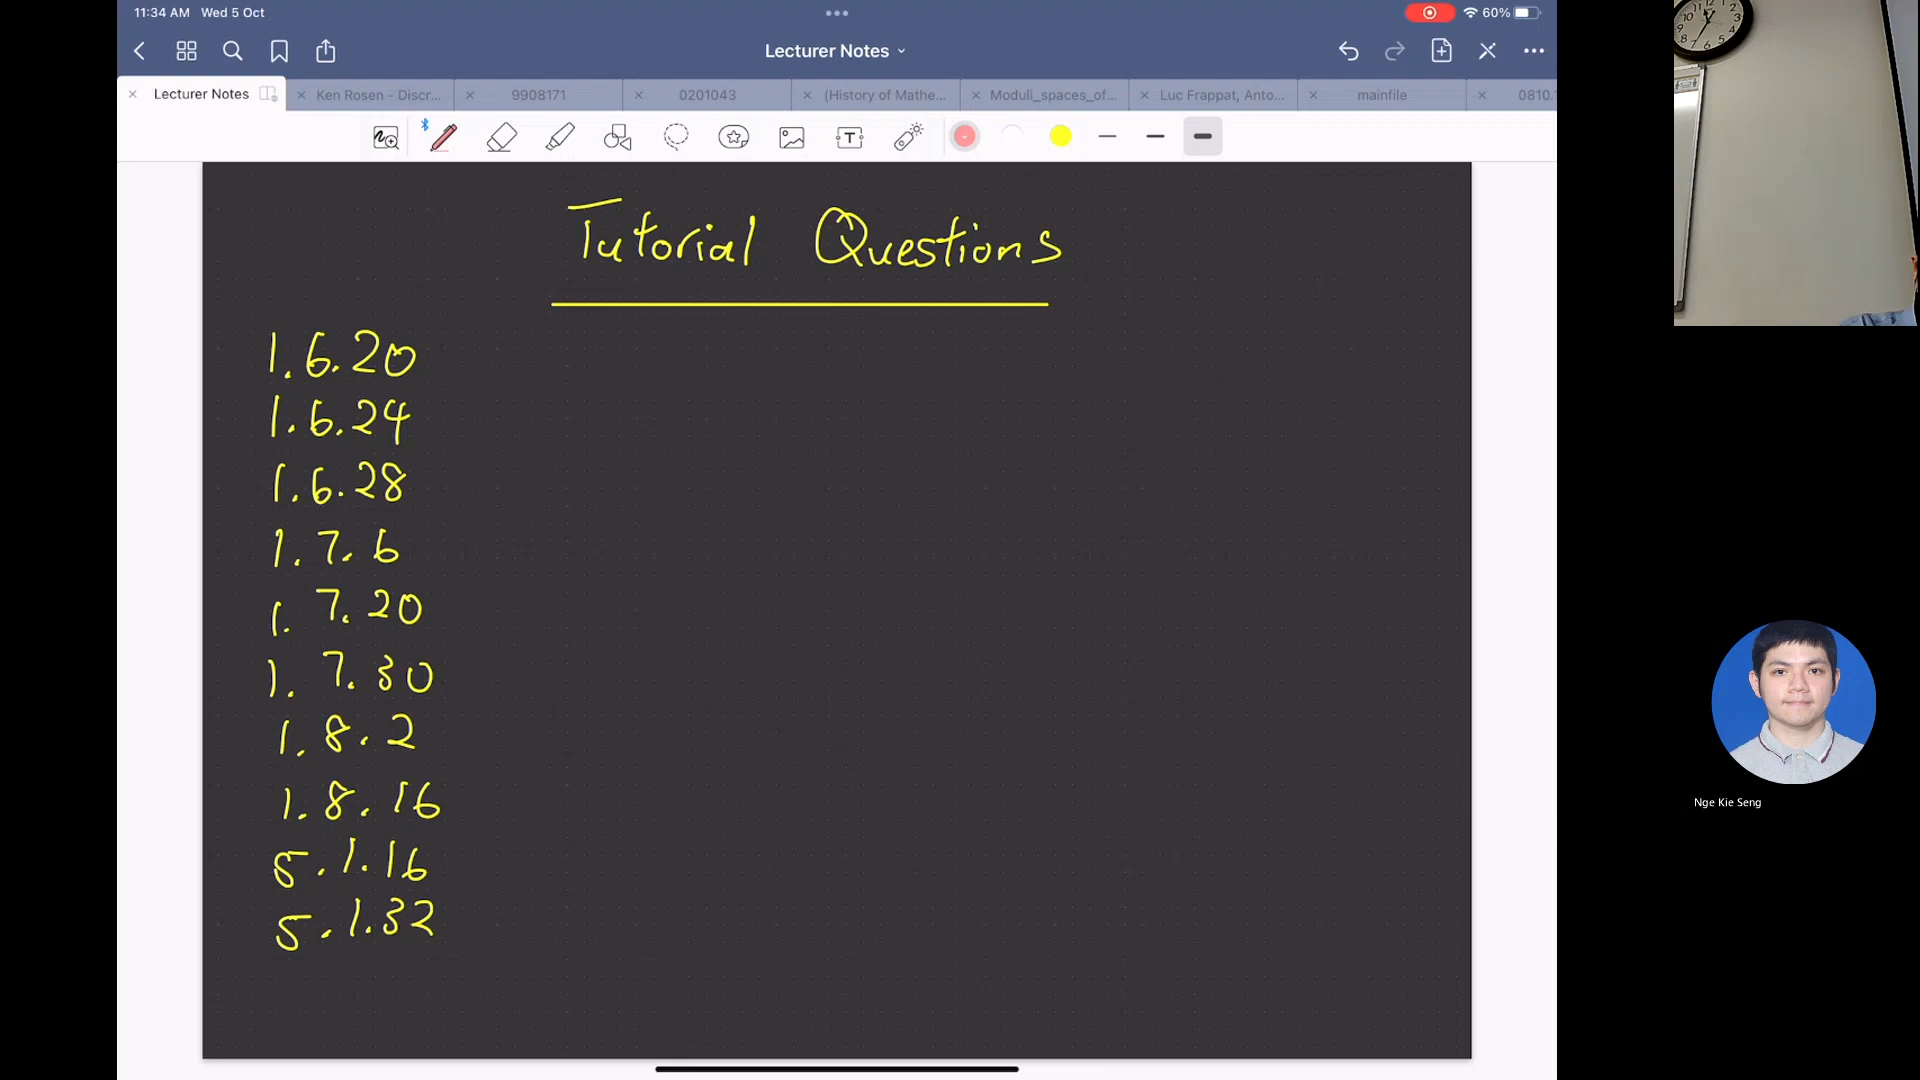 11:34 AM Wed 5 Oct
60%
Lecturer Notes
Lecturer Notes
Ken Rosen - Discr...
9908171
0201043
(History of Mathe...
Moduli_spaces_of...
Luc Frappat, Anto...
mainfile
0810.
Tutorial Questions
1.6.20
1.6.24
1.6.28
1.7.6
1.7.20
1.7.30
1.8.2
1.8.16
5.1.16
5.1.32
Nge Kie Seng